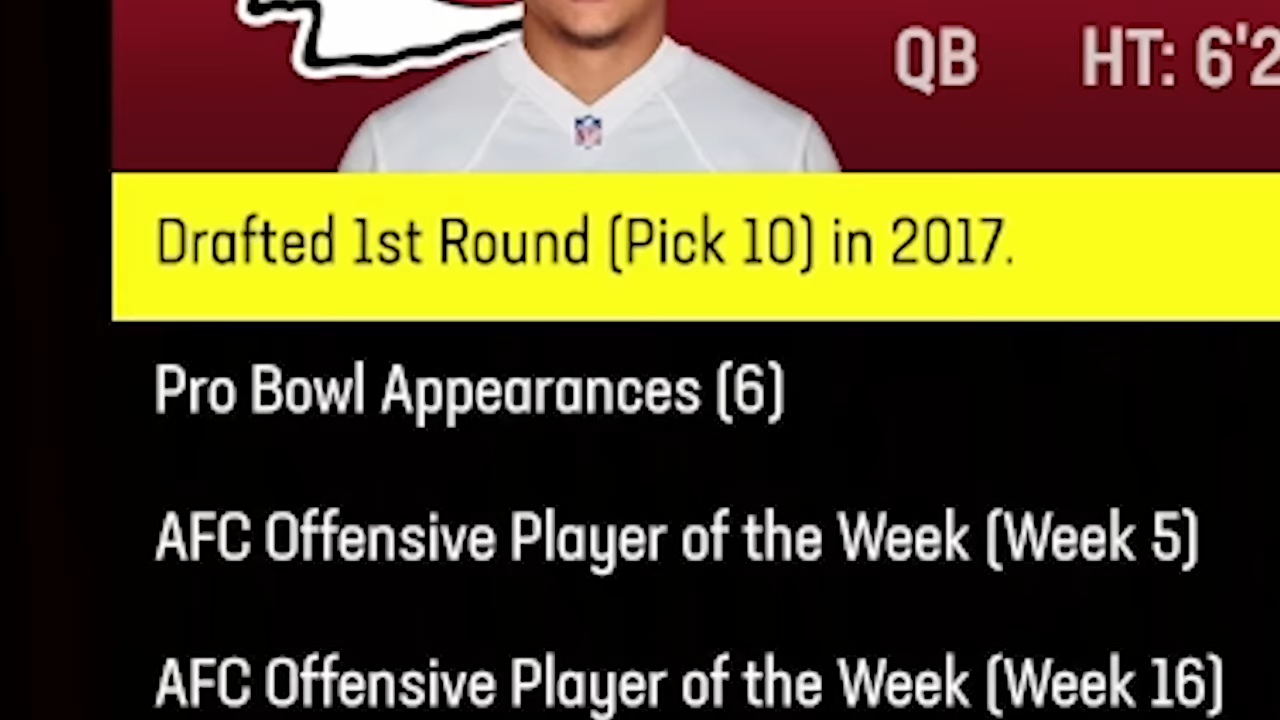 QB HT: 6'2
Drafted 1st Round (Pick 10) in 2017.
Pro Bowl Appearances (6)
AFC Offensive Player of the Week (Week 5)
AFC Offensive Player of the Week (Week 16)